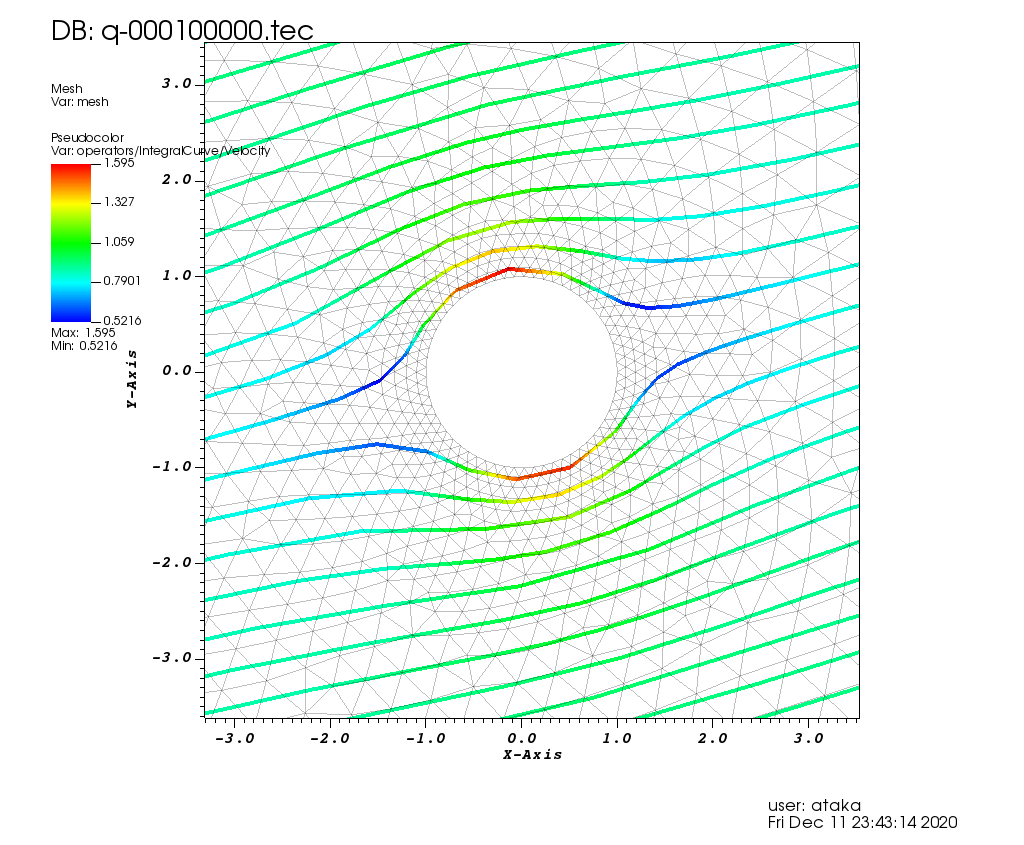 DB: q-000100000.tec
Mesh
Var: mesh
Pseudocolor
Var: operators/IntegralCurve/Velocity
1.595
1.327
1.059
0.7901
0.5216
Max: 1.595
Min: 0.5216
Y-Axis
3.0
2.0
1.0
0.0
-1.0
-2.0
-3.0
-3.0 -2.0 -1.0 0.0 1.0 2.0 3.0
X-Axis
user: ataka
Fri Dec 11 23:43:14 2020